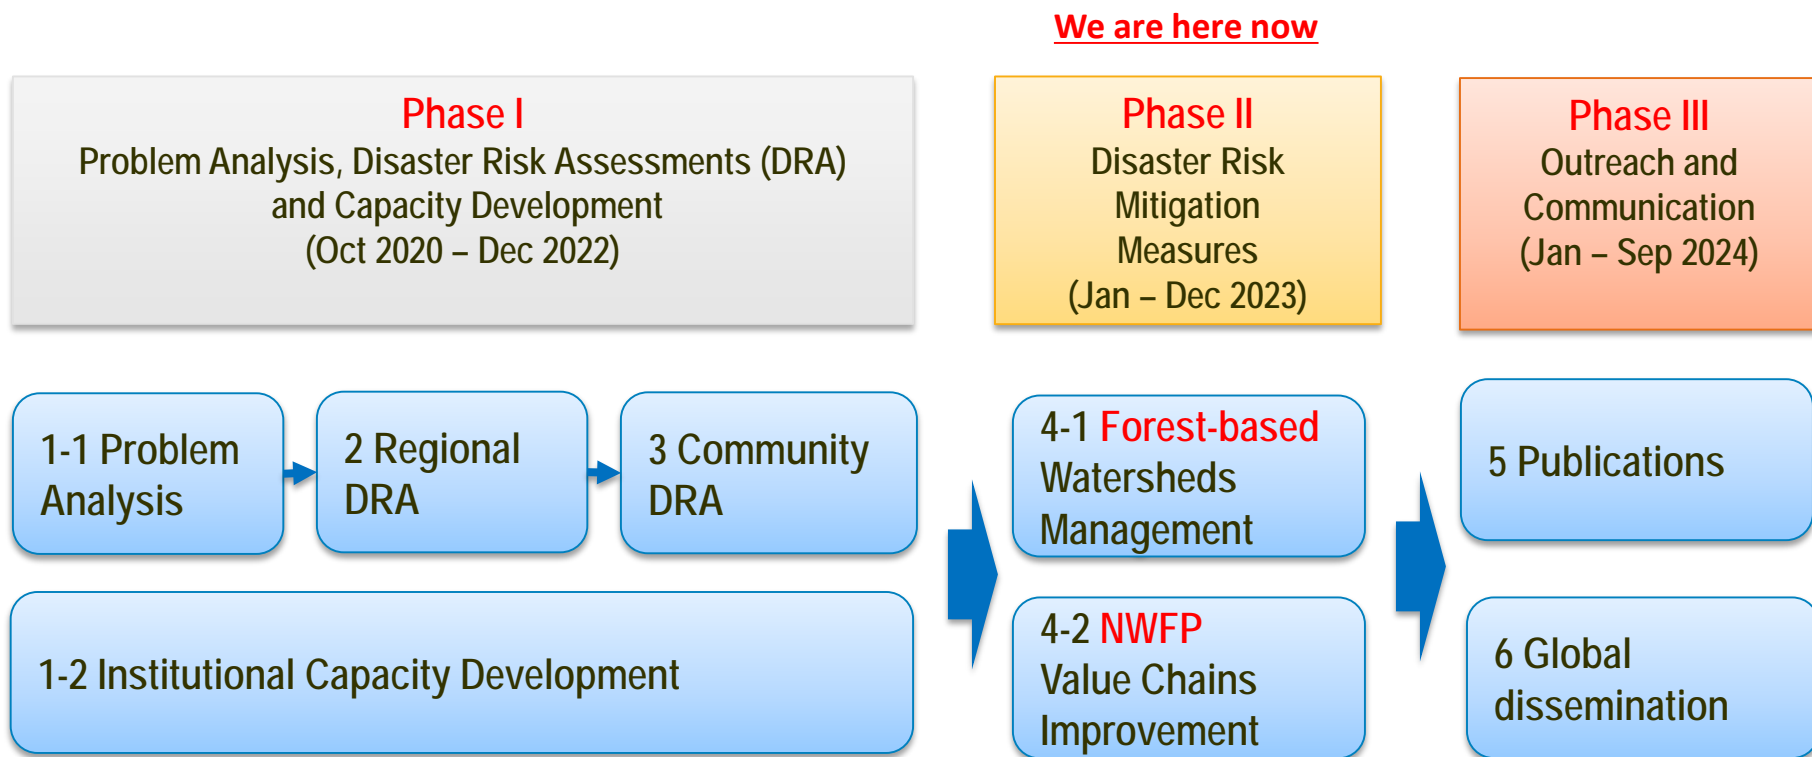 We are here now
Phase I
Problem Analysis, Disaster Risk Assessments (DRA)
and Capacity Development
(Oct 2020 – Dec 2022)
Phase II
Disaster Risk
Mitigation
Measures
(Jan – Dec 2023)
Phase III
Outreach and
Communication
(Jan – Sep 2024)
1-1 Problem
Analysis
2 Regional
DRA
3 Community
DRA
1-2 Institutional Capacity Development
4-1 Forest-based
Watersheds
Management
4-2 NWFP
Value Chains
Improvement
5 Publications
6 Global
dissemination